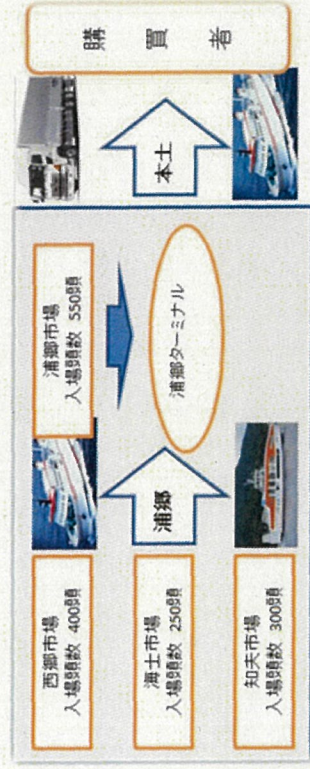 西郷市場
入場頭数 400頭
海士市場
入場頭数 250頭
知夫市場
入場頭数 300頭
浦郷
浦郷市場
入場頭数 550頭
浦郷ターミナル
本土
購買者